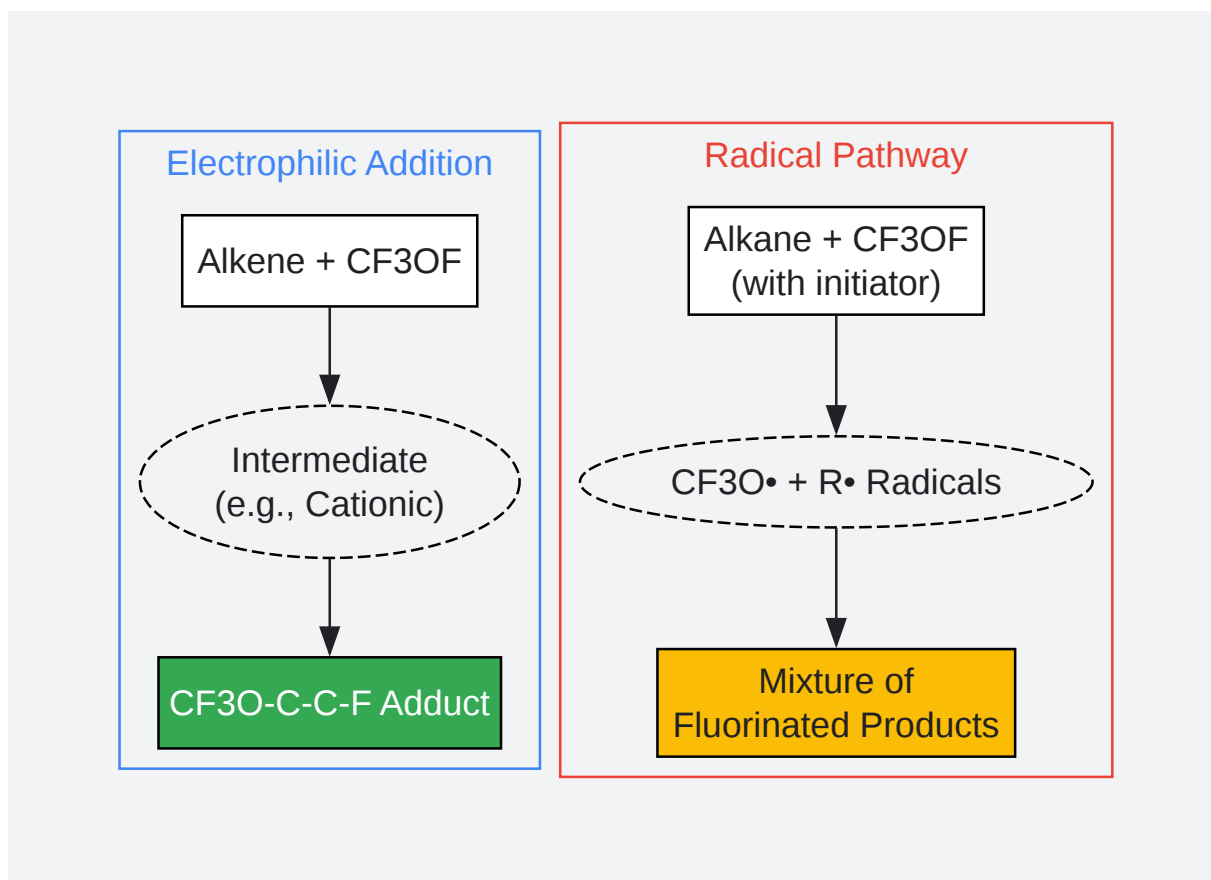 Electrophilic Addition
Alkene + CF3OF
Intermediate
(e.g., Cationic)
CF3O-C-C-F Adduct
Radical Pathway
Alkane + CF3OF
(with initiator)
CF3O• + R• Radicals
Mixture of
Fluorinated Products